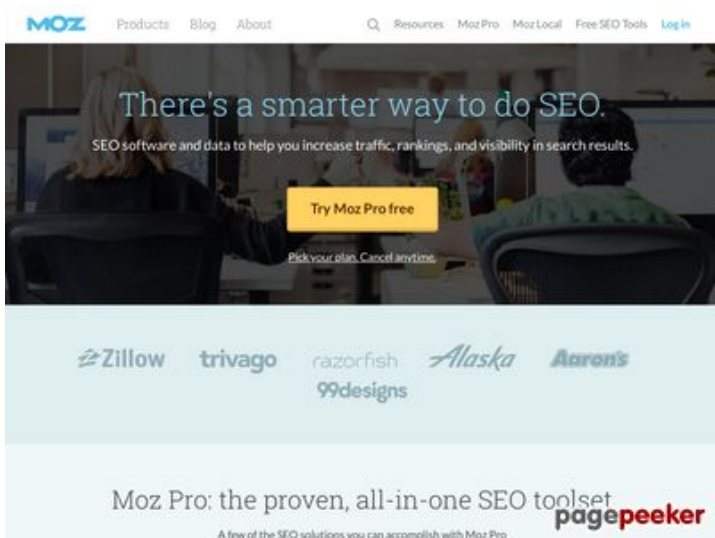 MOZ Products Blog About Resources Moz Pro Moz Local Free SEO Tools Log in
There's a smarter way to do SEO.
SEO software and data to help you increase traffic, rankings, and visibility in search results.
Try Moz Pro free
Pick your plan. Cancel anytime.
Zillow trivago razorfish Alaska Aaron's
99designs
Moz Pro: the proven, all-in-one SEO toolset
A few of the SEO solutions you can accomplish with Moz Pro
pagepeeker